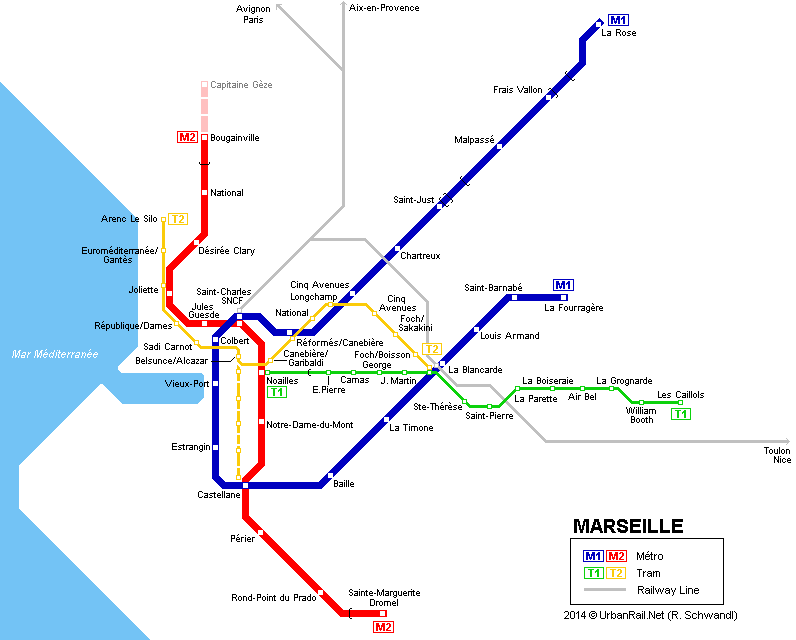 Avignon
Paris
Aix-en-Provence
M1
La Rose
Capitaine Gèze
Frais Vallon
M2
Bougainville
Malpassé
National
Saint-Just
Arenc Le Silo
T2
Euroméditerranée/
Gantès
Désirée Clary
Chartreux
Joliette
Saint-Charles
SNCF
Cinq Avenues
Longchamp
Saint-Barnabé
M1
La Fourragère
Jules
Guesde
National
Cinq
Avenues
Foch/
Sakakini
République/Dames
Louis Armand
Sadi Carnot
Colbert
Réformés/Canebière
Belsunce/Alcazar
Canebière/
Garibaldi
Foch/Boisson
George
T2
Mar Méditerranée
La Blancarde
Vieux-Port
Noailles
T1
E.Pierre
Camas
J. Martin
La Boiseraie
La Grognarde
Les Caillols
Ste-Thérèse
Saint-Pierre
La Parette
Air Bel
William
Booth
T1
Notre-Dame-du-Mont
La Timone
Estrangin
Toulon
Nice
Castellane
Baille
Périer
Rond-Point du Prado
Sainte-Marguerite
Dromel
M2
MARSEILLE
M1 M2 Métro
T1 T2 Tram
Railway Line
2014 © UrbanRail.Net (R. Schwandl)